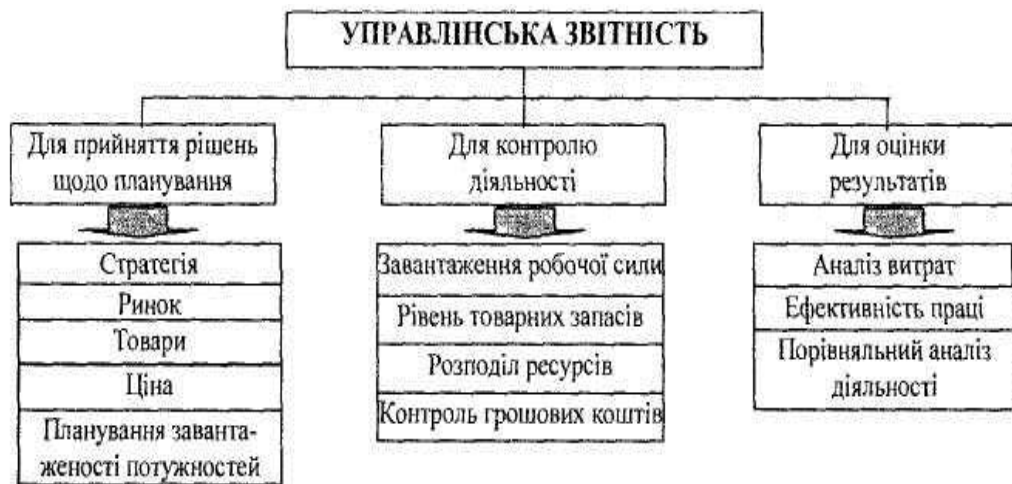 УПРАВЛІНСЬКА ЗВІТНІСТЬ
Для прийняття рішень
щодо планування
Стратегія
Ринок
Товари
Ціна
Планування заванта-
женості потужностей
Для контролю
діяльності
Завантаження робочої сили
Рівень товарних запасів
Розподіл ресурсів
Контроль грошових коштів
Для оцінки
результатів
Аналіз витрат
Ефективність праці
Порівняльний аналіз
діяльності